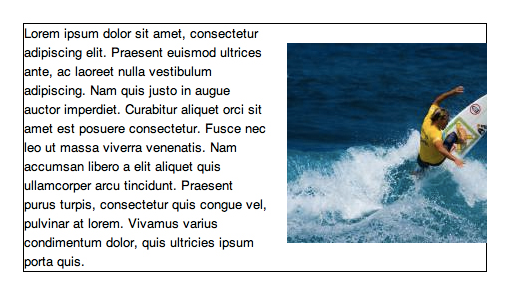 Lorem ipsum dolor sit amet, consectetur
adipiscing elit. Praesent euismod ultrices
ante, ac laoreet nulla vestibulum
adipiscing. Nam quis justo in augue
auctor imperdiet. Curabitur aliquet orci sit
amet est posuere consectetur. Fusce nec
leo ut massa viverra venenatis. Nam
accumsan libero a elit aliquet quis
ullamcorper arcu tincidunt. Praesent
purus turpis, consectetur quis congue vel,
pulvinar at lorem. Vivamus varius
condimentum dolor, quis ultricies ipsum
porta quis.